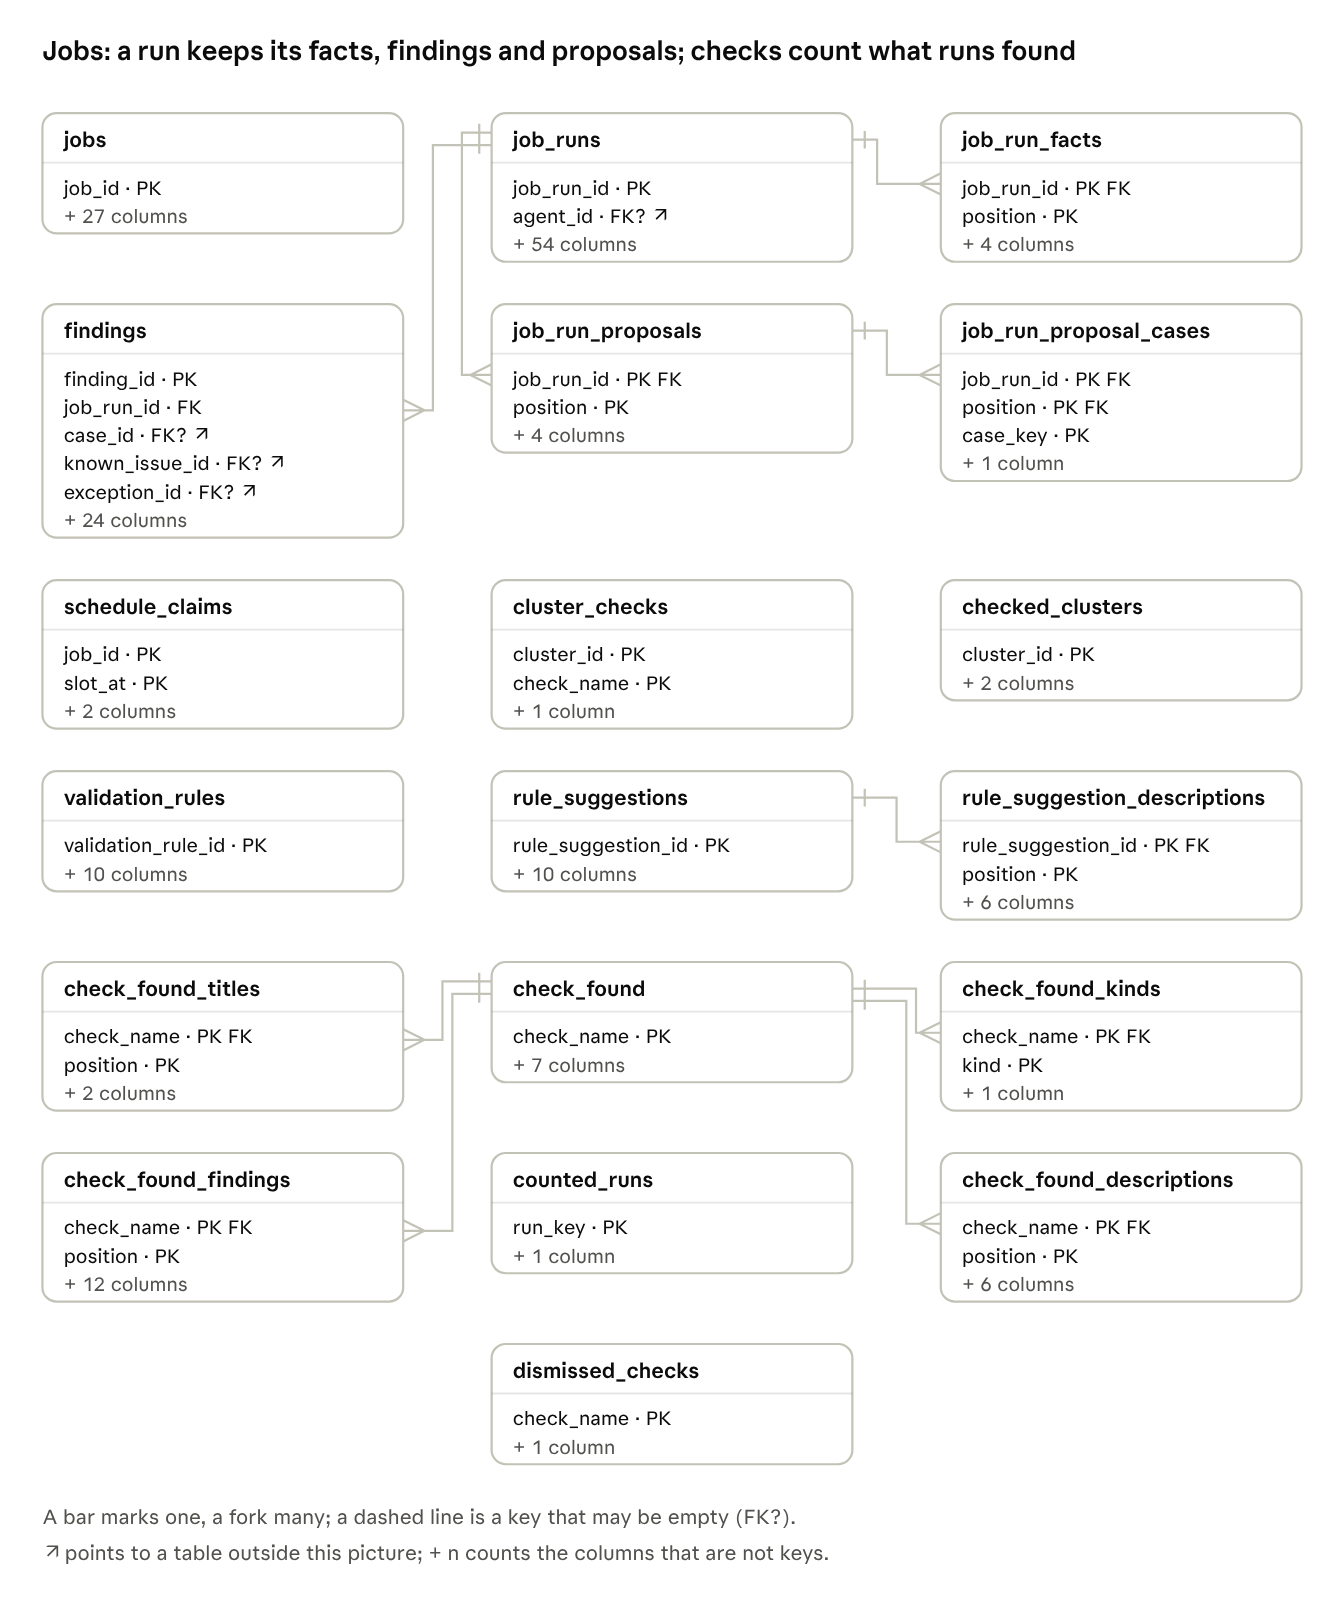 Jobs: a run keeps its facts, findings and proposals; checks count what runs found
jobs
job_id · PK
+ 27 columns
job_runs
job_run_id · PK
agent_id · FK? ↗
+ 54 columns
job_run_facts
job_run_id · PK FK
position · PK
+ 4 columns
findings
finding_id · PK
job_run_id · FK
case_id · FK? ↗
known_issue_id · FK? ↗
exception_id · FK? ↗
+ 24 columns
job_run_proposals
job_run_id · PK FK
position · PK
+ 4 columns
job_run_proposal_cases
job_run_id · PK FK
position · PK FK
case_key · PK
+ 1 column
schedule_claims
job_id · PK
slot_at · PK
+ 2 columns
cluster_checks
cluster_id · PK
check_name · PK
+ 1 column
checked_clusters
cluster_id · PK
+ 2 columns
validation_rules
validation_rule_id · PK
+ 10 columns
rule_suggestions
rule_suggestion_id · PK
+ 10 columns
rule_suggestion_descriptions
rule_suggestion_id · PK FK
position · PK
+ 6 columns
check_found_titles
check_name · PK FK
position · PK
+ 2 columns
check_found
check_name · PK
+ 7 columns
check_found_kinds
check_name · PK FK
kind · PK
+ 1 column
check_found_findings
check_name · PK FK
position · PK
+ 12 columns
counted_runs
run_key · PK
+ 1 column
check_found_descriptions
check_name · PK FK
position · PK
+ 6 columns
dismissed_checks
check_name · PK
+ 1 column
A bar marks one, a fork many; a dashed line is a key that may be empty (FK?).
↗ points to a table outside this picture; + n counts the columns that are not keys.